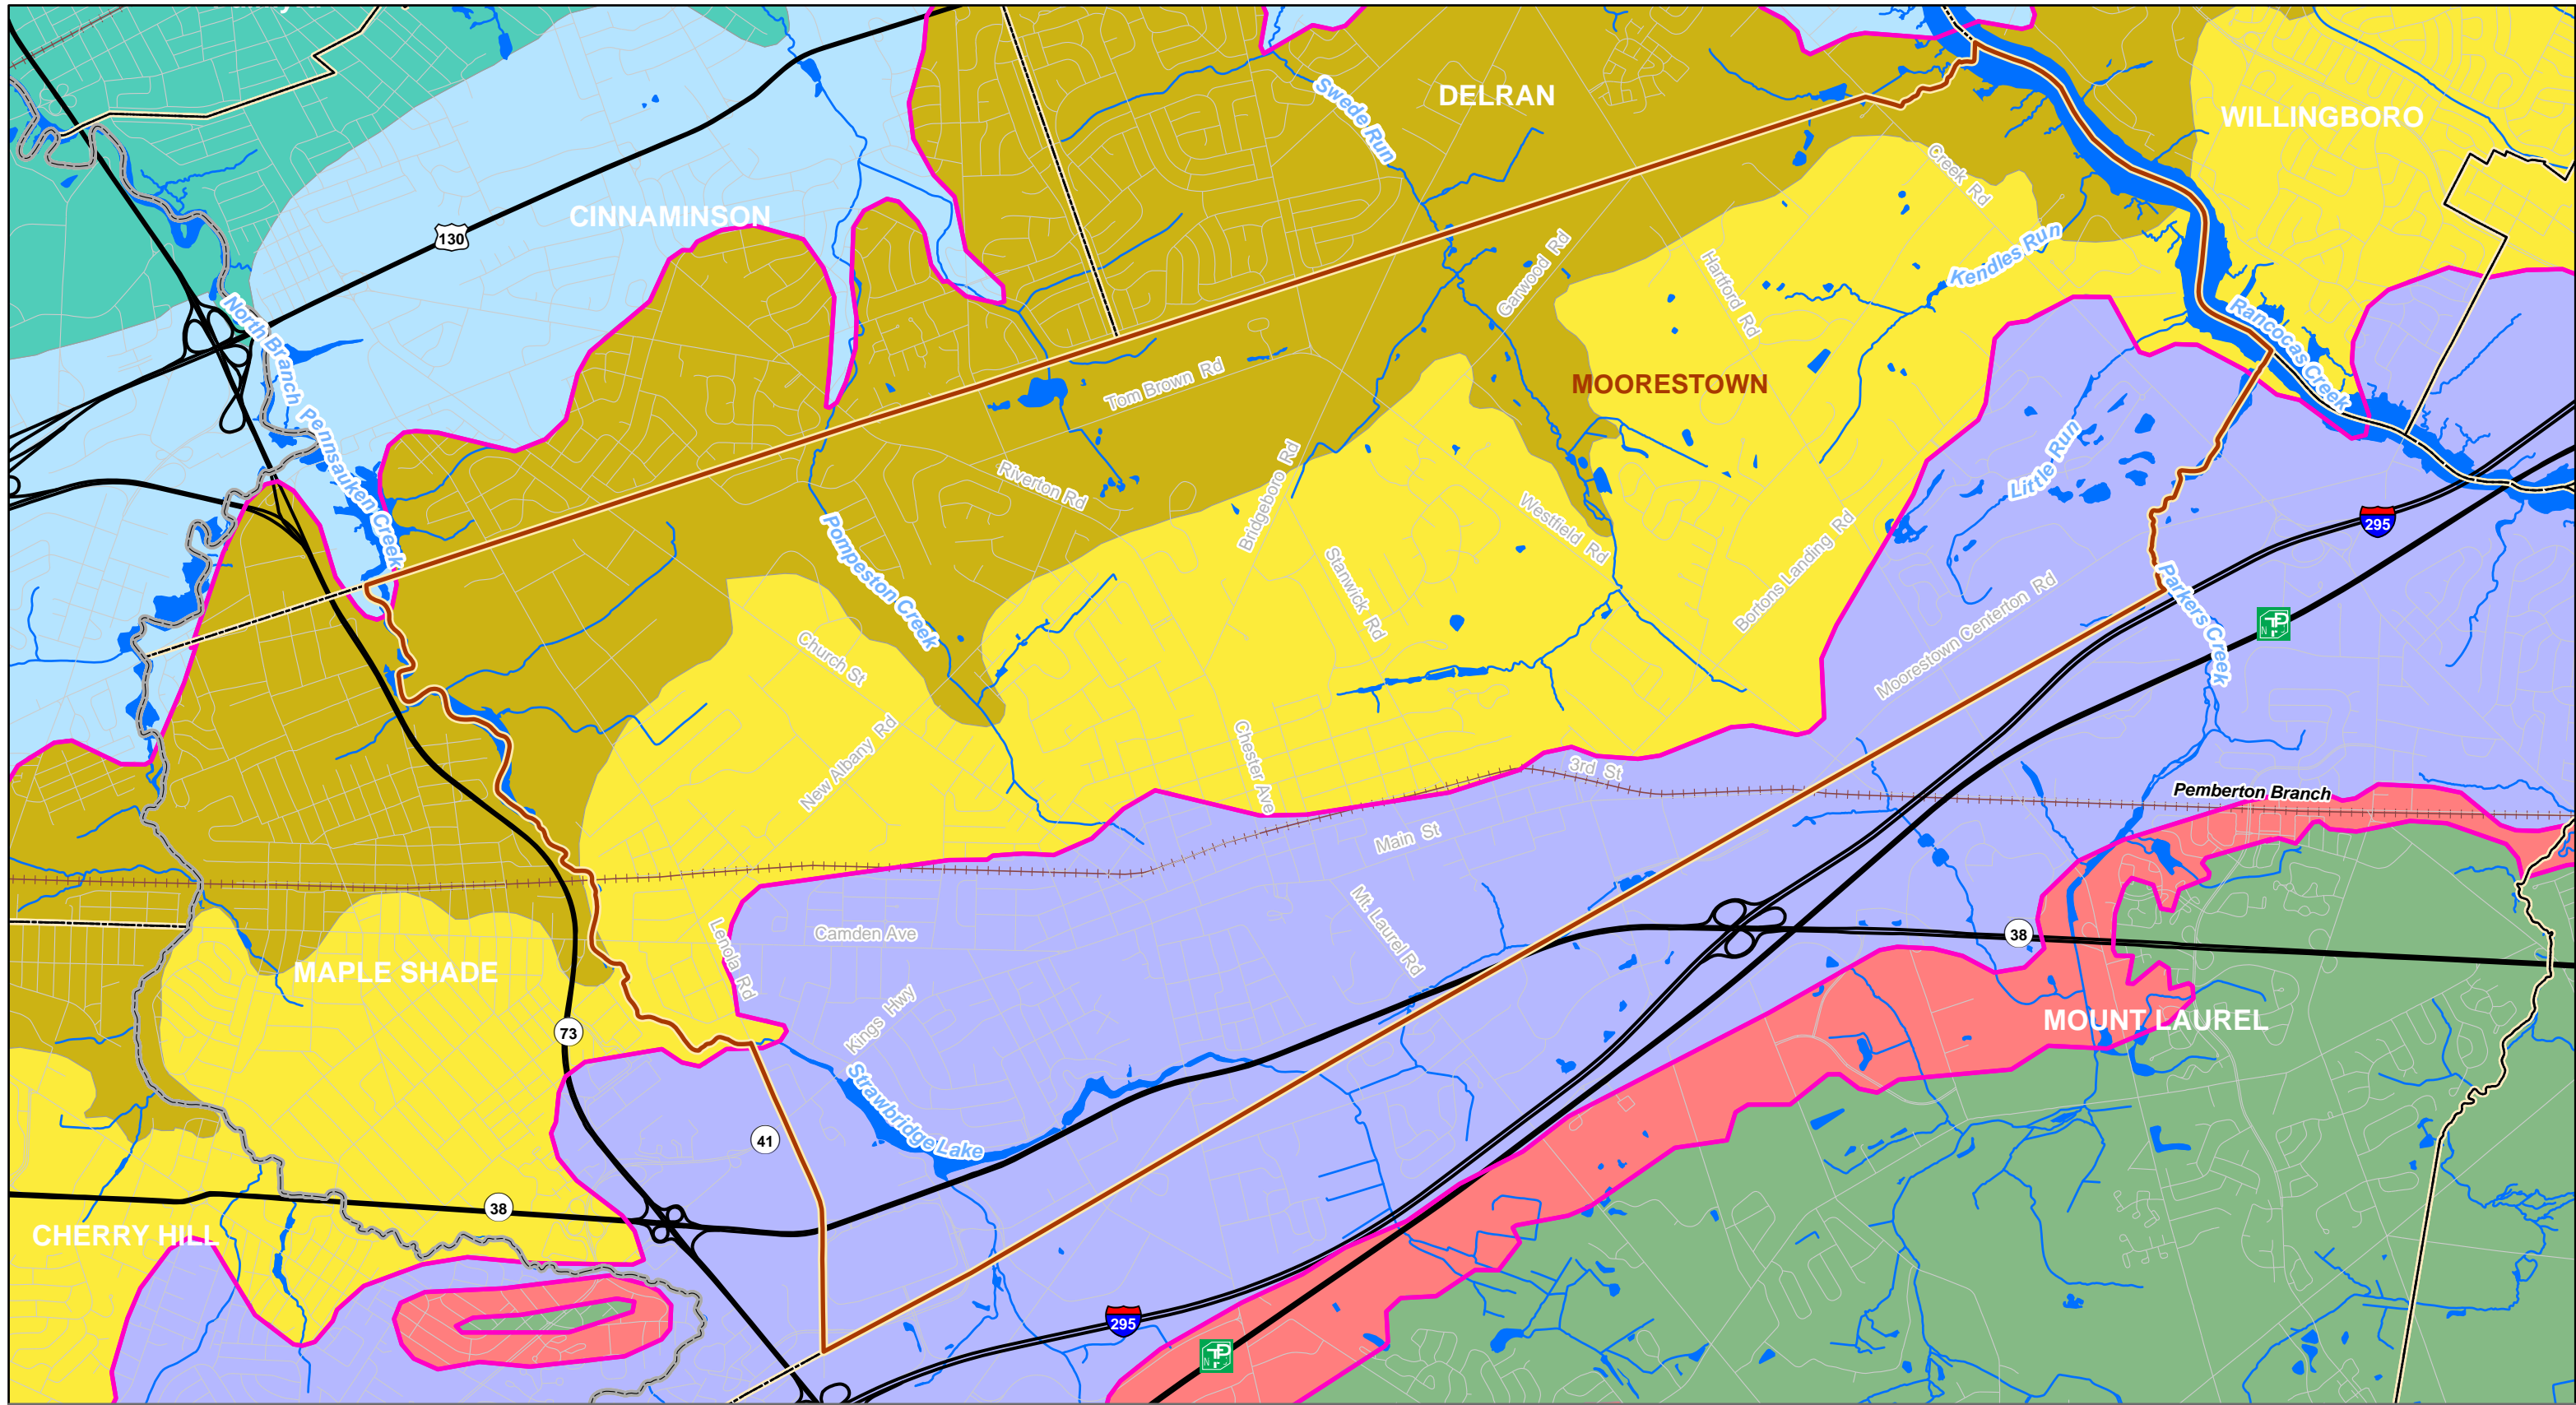 DELRAN
Swede Run
WILLINGBORO
CINNAMINSON
130
Creek Rd
Kendles Run
Garwood Rd
Hartford Rd
North Branch Pennsauken Creek
Rancocas Creek
MOORESTOWN
Tom Brown Rd
Riverton Rd
Bridgeboro Rd
Little Run
Westfield Rd
Bortons Landing Rd
295
Pompeston Creek
Stanwick Rd
Moorestown Centerton Rd
Parkers Creek
N TP
Church St
New Albany Rd
Chester Ave
3rd St
Pemberton Branch
Main St
Mt. Laurel Rd
Lenola Rd
Camden Ave
38
MAPLE SHADE
Kings Hwy
73
MOUNT LAUREL
Strawbridge Lake
41
38
CHERRY HILL
295
N TP